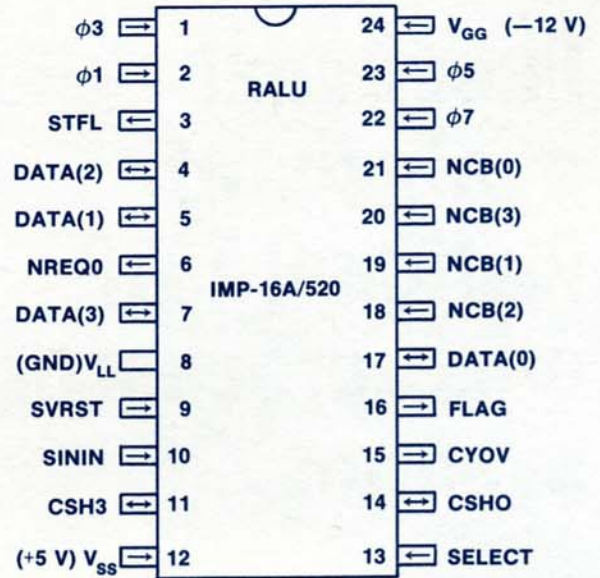 φ3 1 24 V_GG (—12 V)
φ1 2 23 φ5
RALU
STFL 3 22 φ7
DATA(2) 4 21 NCB(0)
DATA(1) 5 20 NCB(3)
NREQ0 6 19 NCB(1)
IMP-16A/520
DATA(3) 7 18 NCB(2)
(GND)V_LL 8 17 DATA(0)
SVRST 9 16 FLAG
SININ 10 15 CYOV
CSH3 11 14 CSHO
(+5 V) V_SS 12 13 SELECT